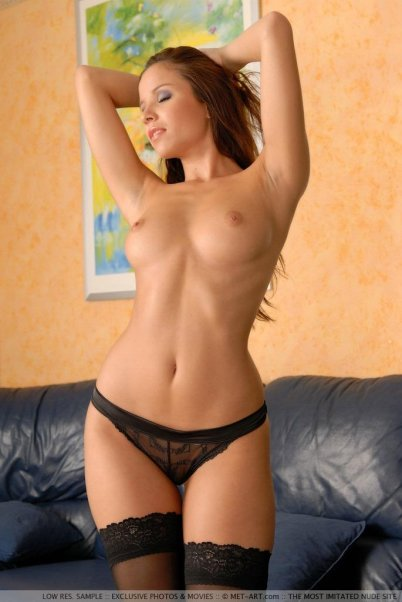 LOW RES. SAMPLE :: EXCLUSIVE PHOTOS & MOVIES :: © MET-ART.COM :: THE MOST IMITATED NUDE SITE